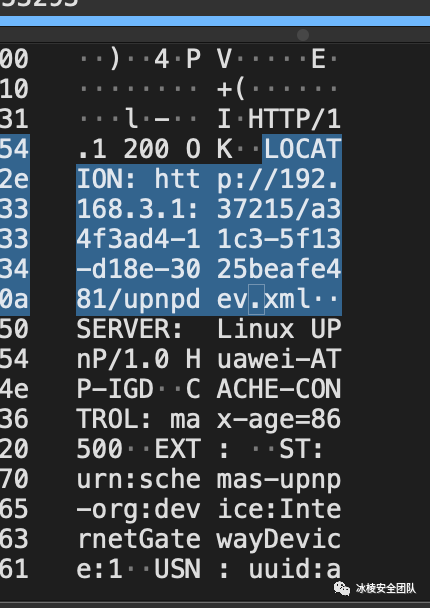 00 ··)··4·P V·····E·
10 ········ +(······
31 ···l·-·· I·HTTP/1
54 .1 200 O K··LOCAT
2e ION: htt p://192.
33 168.3.1: 37215/a3
33 4f3ad4-1 1c3-5f13
34 -d18e-30 25beafe4
0a 81/upnpd ev.xml··
50 SERVER: Linux UP
54 nP/1.0 H uawei-AT
4e P-IGD··C ACHE-CON
36 TROL: ma x-age=86
20 500··EXT : ··ST:
70 urn:sche mas-upnp
65 -org:dev ice:Inte
63 rnetGate wayDevic
61 e:1··USN : uuid:a
冰棱安全团队